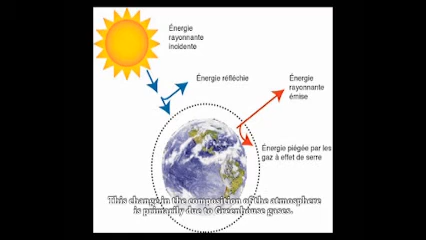 Énergie
rayonnante
incidente
Énergie réfléchie
Énergie
rayonnante
émise
Énergie piégée par les
gaz à effet de serre
This change in the composition of the atmosphere
is primarily due to Greenhouse gases.